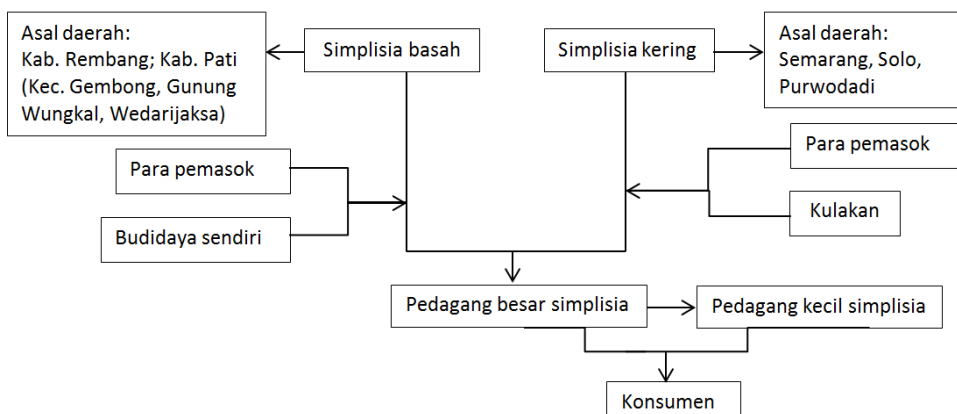 Asal daerah:
Kab. Rembang; Kab. Pati
(Kec. Gembong, Gunung
Wungkal, Wedarijaksa)
Simplisia basah
Simplisia kering
Asal daerah:
Semarang, Solo,
Purwodadi
Para pemasok
Budidaya sendiri
Para pemasok
Kulakan
Pedagang besar simplisia
Pedagang kecil simplisia
Konsumen